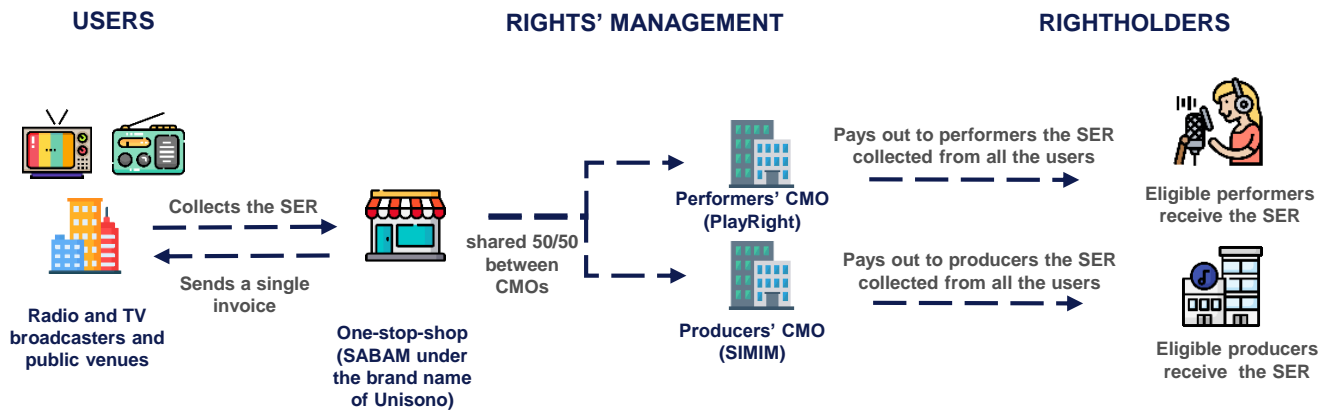 USERS
RIGHTS' MANAGEMENT
RIGHTHOLDERS
Collects the SER
Sends a single
invoice
Radio and TV
broadcasters and
public venues
One-stop-shop
(SABAM under
the brand name
of Unisono)
shared 50/50
between
CMOs
Performers' CMO
(PlayRight)
Producers' CMO
(SIMIM)
Pays out to performers the SER
collected from all the users
Pays out to producers the SER
collected from all the users
Eligible performers
receive the SER
Eligible producers
receive the SER